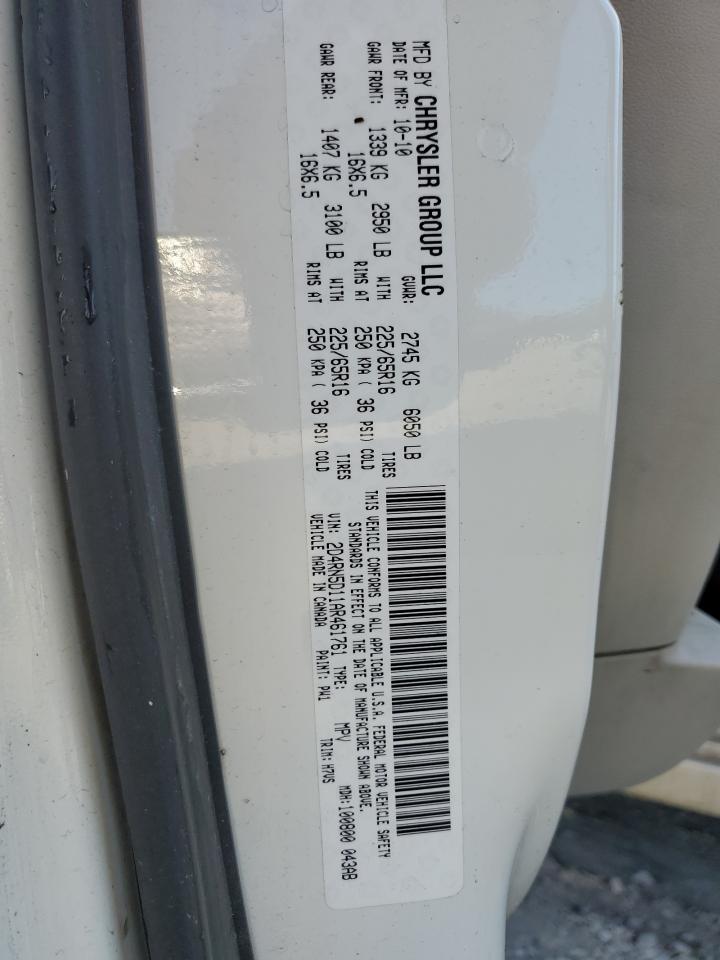 MFD BY CHRYSLER GROUP LLC
DATE OF MFR: 10-10 GVWR: 2745 KG 6050 LB
GAWR FRONT: 1339 KG 2950 LB WITH 225/65R16 TIRES
16X6.5 RIMS AT 250 KPA ( 36 PSI) COLD
GAWR REAR: 1407 KG 3100 LB WITH 225/65R16 TIRES
16X6.5 RIMS AT 250 KPA ( 36 PSI) COLD
THIS VEHICLE CONFORMS TO ALL APPLICABLE U.S.A. FEDERAL MOTOR VEHICLE SAFETY
STANDARDS IN EFFECT ON THE DATE OF MANUFACTURE SHOWN ABOVE.
VIN: 2D4RN5D11AR461761 TYPE: MPV MDH: 100800 043AB
VEHICLE MADE IN CANADA PAINT: PW1 TRIM: H7VS